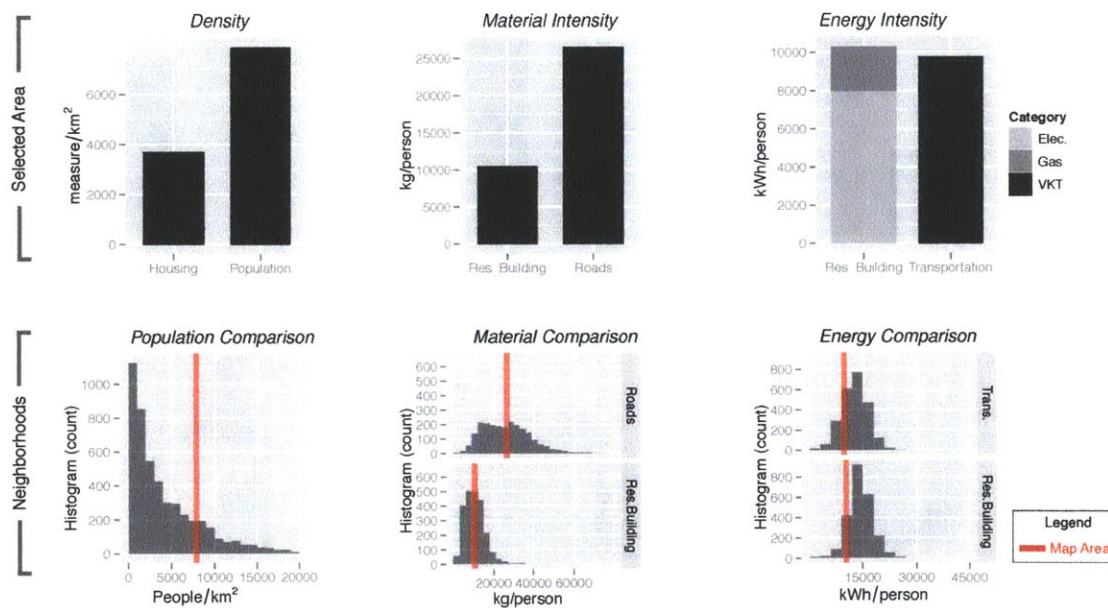 Selected Area
Density
measure/km²
6000
4000
2000
0
Housing Population
Material Intensity
kg/person
25000
20000
15000
10000
5000
0
Res Building Roads
Energy Intensity
kWh/person
10000
8000
6000
4000
2000
0
Res Building Transportation
Category
Elec.
Gas
VKT
Neighborhoods
Population Comparison
Histogram (count)
1000
800
600
400
200
0
0 5000 10000 15000 20000
People/km²
Material Comparison
Histogram (count)
600
500
400
300
200
100
0
Roads
600
500
400
300
200
100
0
Res.Building
20000 40000 60000
kg/person
Energy Comparison
Histogram (count)
800
600
400
200
0
Trans.
800
600
400
200
0
Res.Building
15000 30000 45000
kWh/person
Legend
Map Area